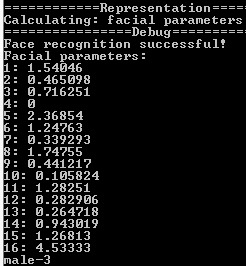 ============Representation====
Calculating: facial parameters
================Debug=========
Face recognition successful!
Facial parameters:
1: 1.54046
2: 0.465098
3: 0.716251
4: 0
5: 2.36854
6: 1.24763
7: 0.339293
8: 1.74755
9: 0.441217
10: 0.105824
11: 1.28251
12: 0.282906
13: 0.264718
14: 0.943019
15: 1.26813
16: 4.53333
male-3